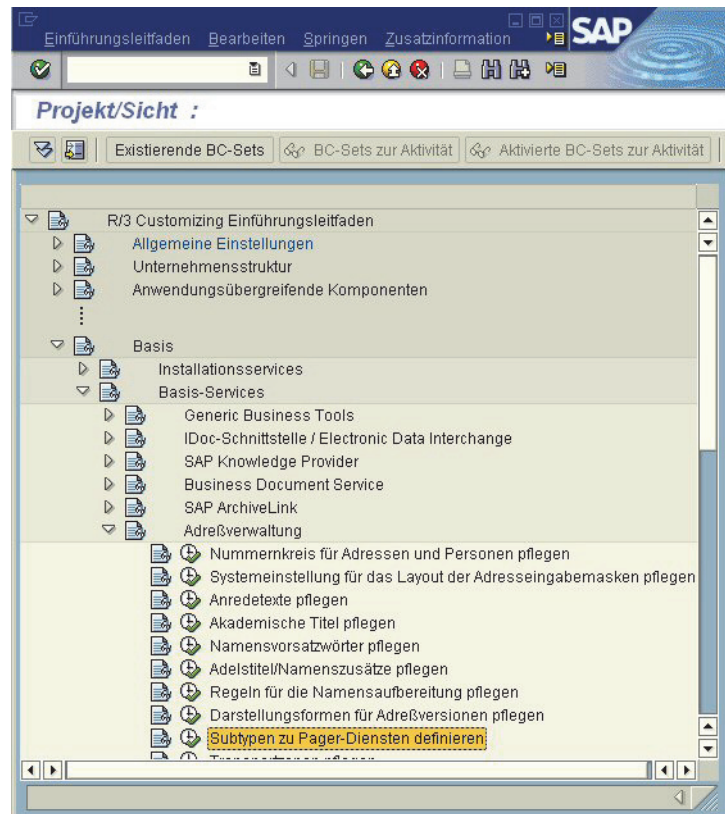 Einführungsleitfaden Bearbeiten Springen Zusatzinformation
SAP
Projekt/Sicht :
Existierende BC-Sets BC-Sets zur Aktivität Aktivierte BC-Sets zur Aktivität
R/3 Customizing Einführungsleitfaden
Allgemeine Einstellungen
Unternehmensstruktur
Anwendungsübergreifende Komponenten
Basis
Installationsservices
Basis-Services
Generic Business Tools
IDoc-Schnittstelle / Electronic Data Interchange
SAP Knowledge Provider
Business Document Service
SAP ArchiveLink
Adreßverwaltung
Nummernkreis für Adressen und Personen pflegen
Systemeinstellung für das Layout der Adresseingabemasken pflegen
Anredetexte pflegen
Akademische Titel pflegen
Namensvorsatzwörter pflegen
Adelstitel/Namenszusätze pflegen
Regeln für die Namensaufbereitung pflegen
Darstellungsformen für Adreßversionen pflegen
Subtypen zu Pager-Diensten definieren